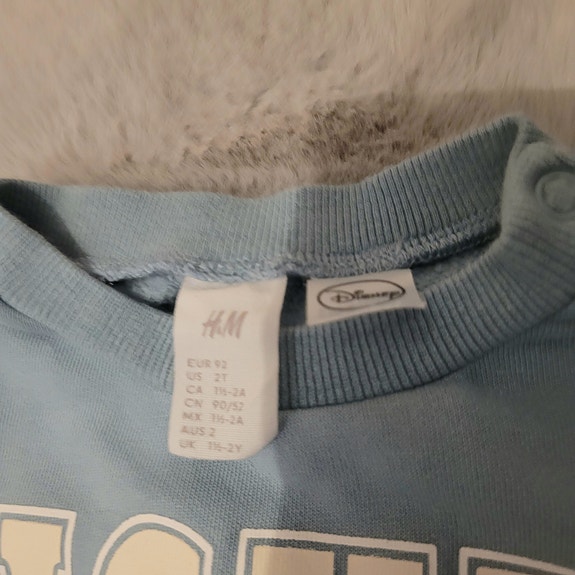 H&M
Disney
EUR 92
US 2T
CA 1½-2A
CN 90/52
MX 1½-2A
AUS 2
UK 1½-2Y